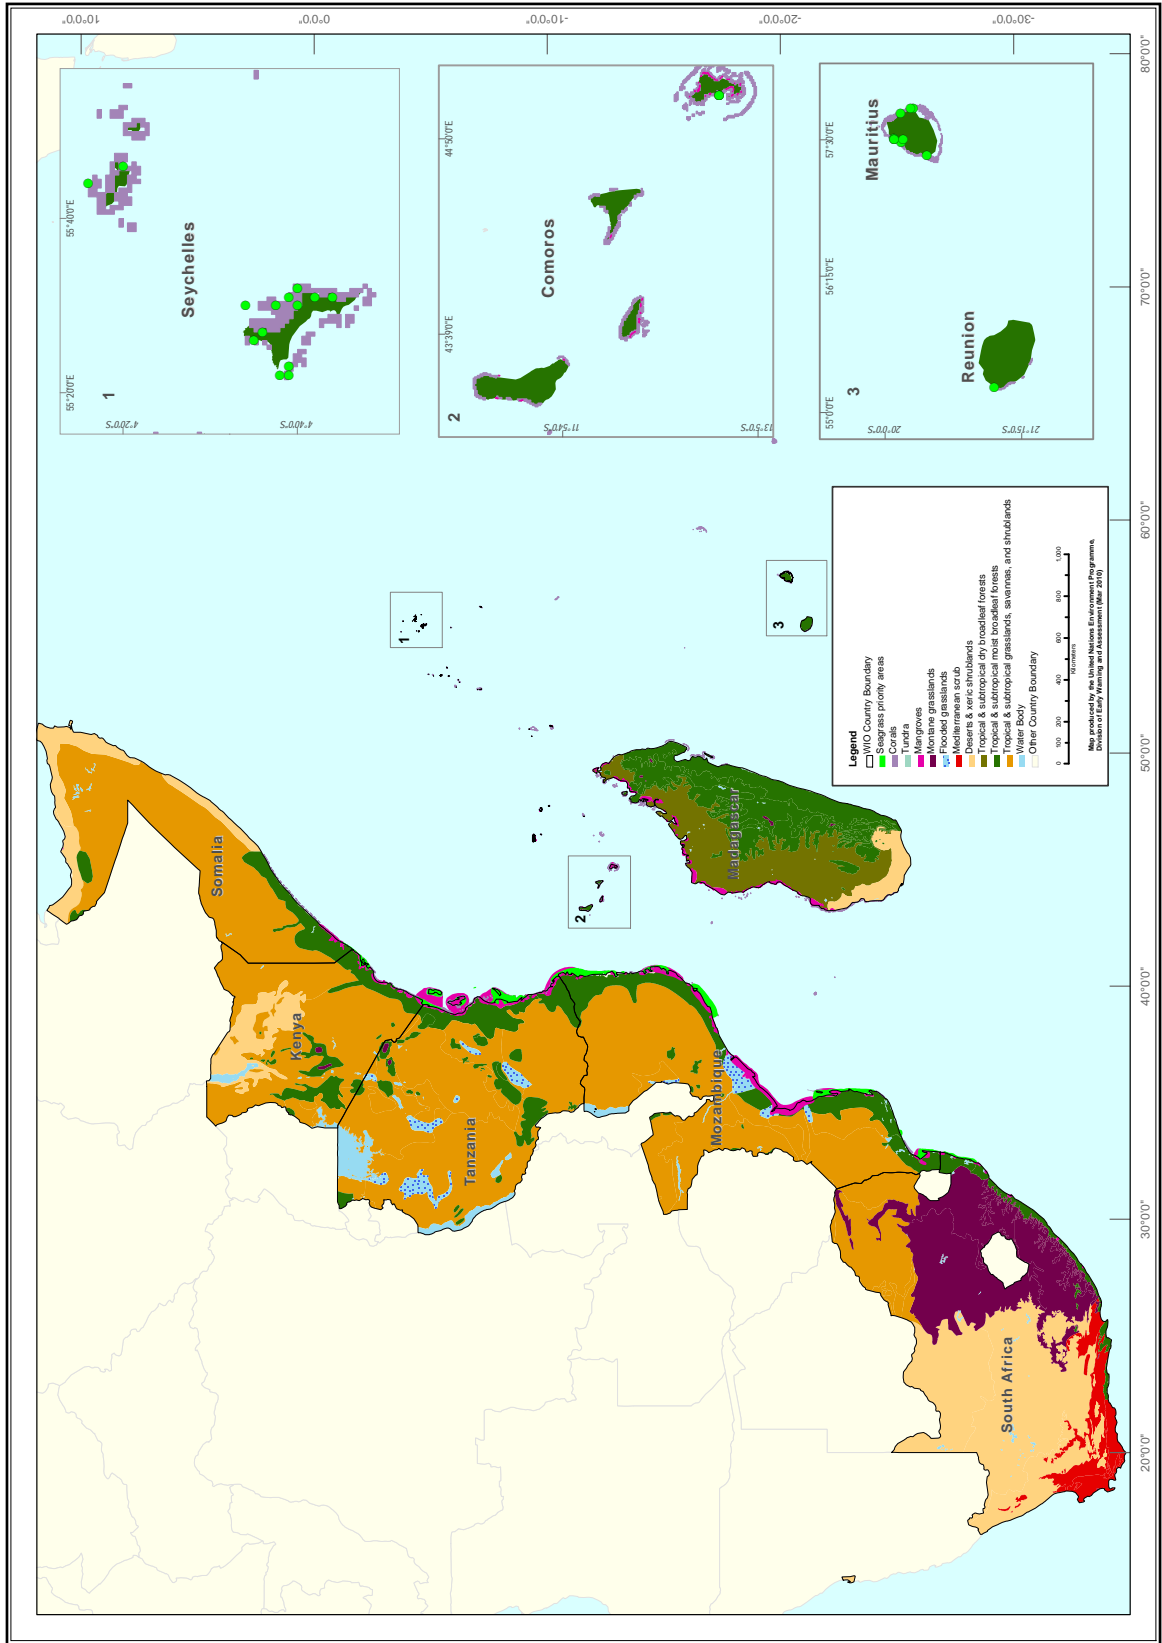 10°0'0"
0°0'0"
-10°0'0"
-20°0'0"
-30°0'0"
80°0'0"E
70°0'0"E
60°0'0"E
50°0'0"E
40°0'0"E
30°0'0"E
20°0'0"E
Seychelles
1
55°40'0"E
55°20'0"E
4°20'0"S
4°40'0"S
Comoros
2
44°50'0"E
43°39'0"E
11°54'0"S
13°5'0"S
Mauritius
Reunion
3
57°30'0"E
56°15'0"E
55°0'0"E
20°0'0"S
21°15'0"S
1
2
3
Somalia
Kenya
Tanzania
Mozambique
Madagascar
South Africa
Legend
WIO Country Boundary
Seagrass priority areas
Corals
Tundra
Mangroves
Montane grasslands
Flooded grasslands
Mediterranean scrub
Deserts & xeric shrublands
Tropical & subtropical dry broadleaf forests
Tropical & subtropical moist broadleaf forests
Tropical & subtropical grasslands, savannas, and shrublands
Water Body
Other Country Boundary
0 100 200 400 600 800 1,000
Kilometers
Map produced by the United Nations Environment Programme,
Division of Early Warning and Assessment (Mar 2010)